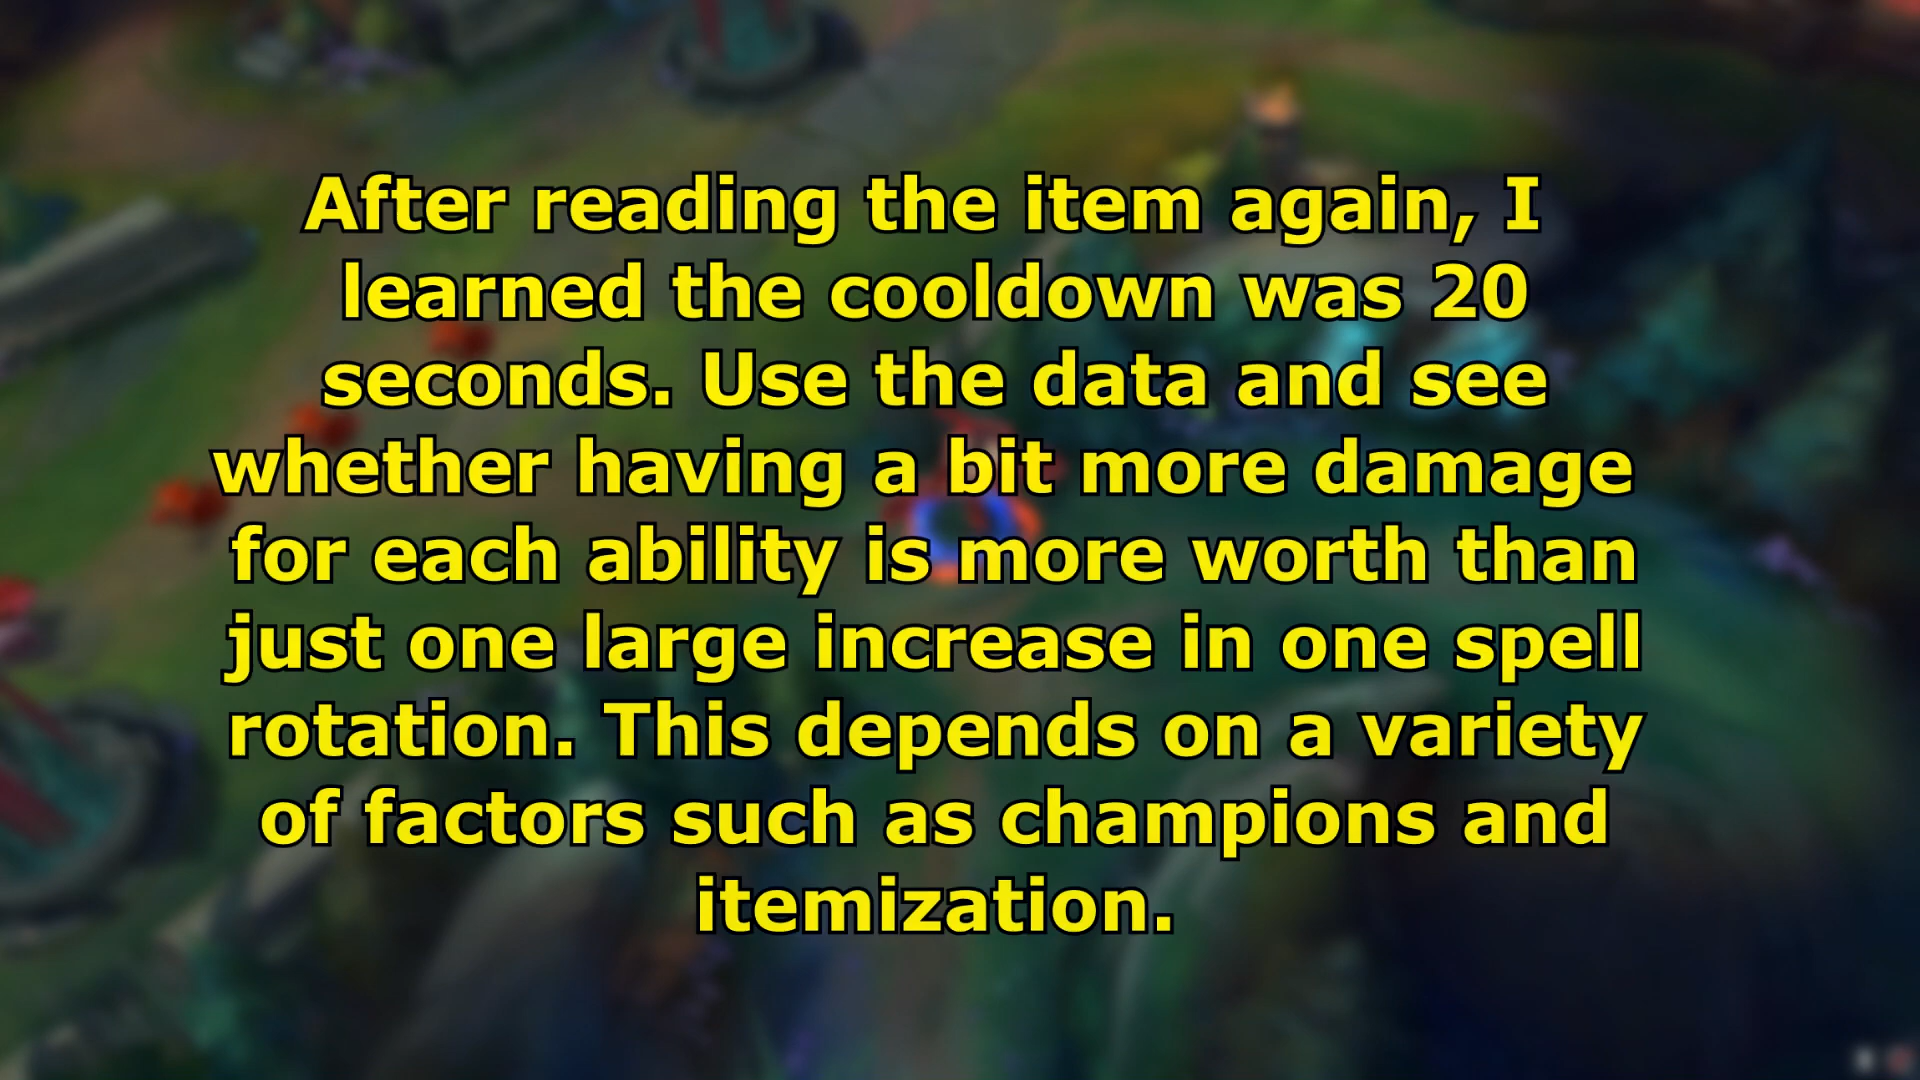 After reading the item again, I
learned the cooldown was 20
seconds. Use the data and see
whether having a bit more damage
for each ability is more worth than
just one large increase in one spell
rotation. This depends on a variety
of factors such as champions and
itemization.